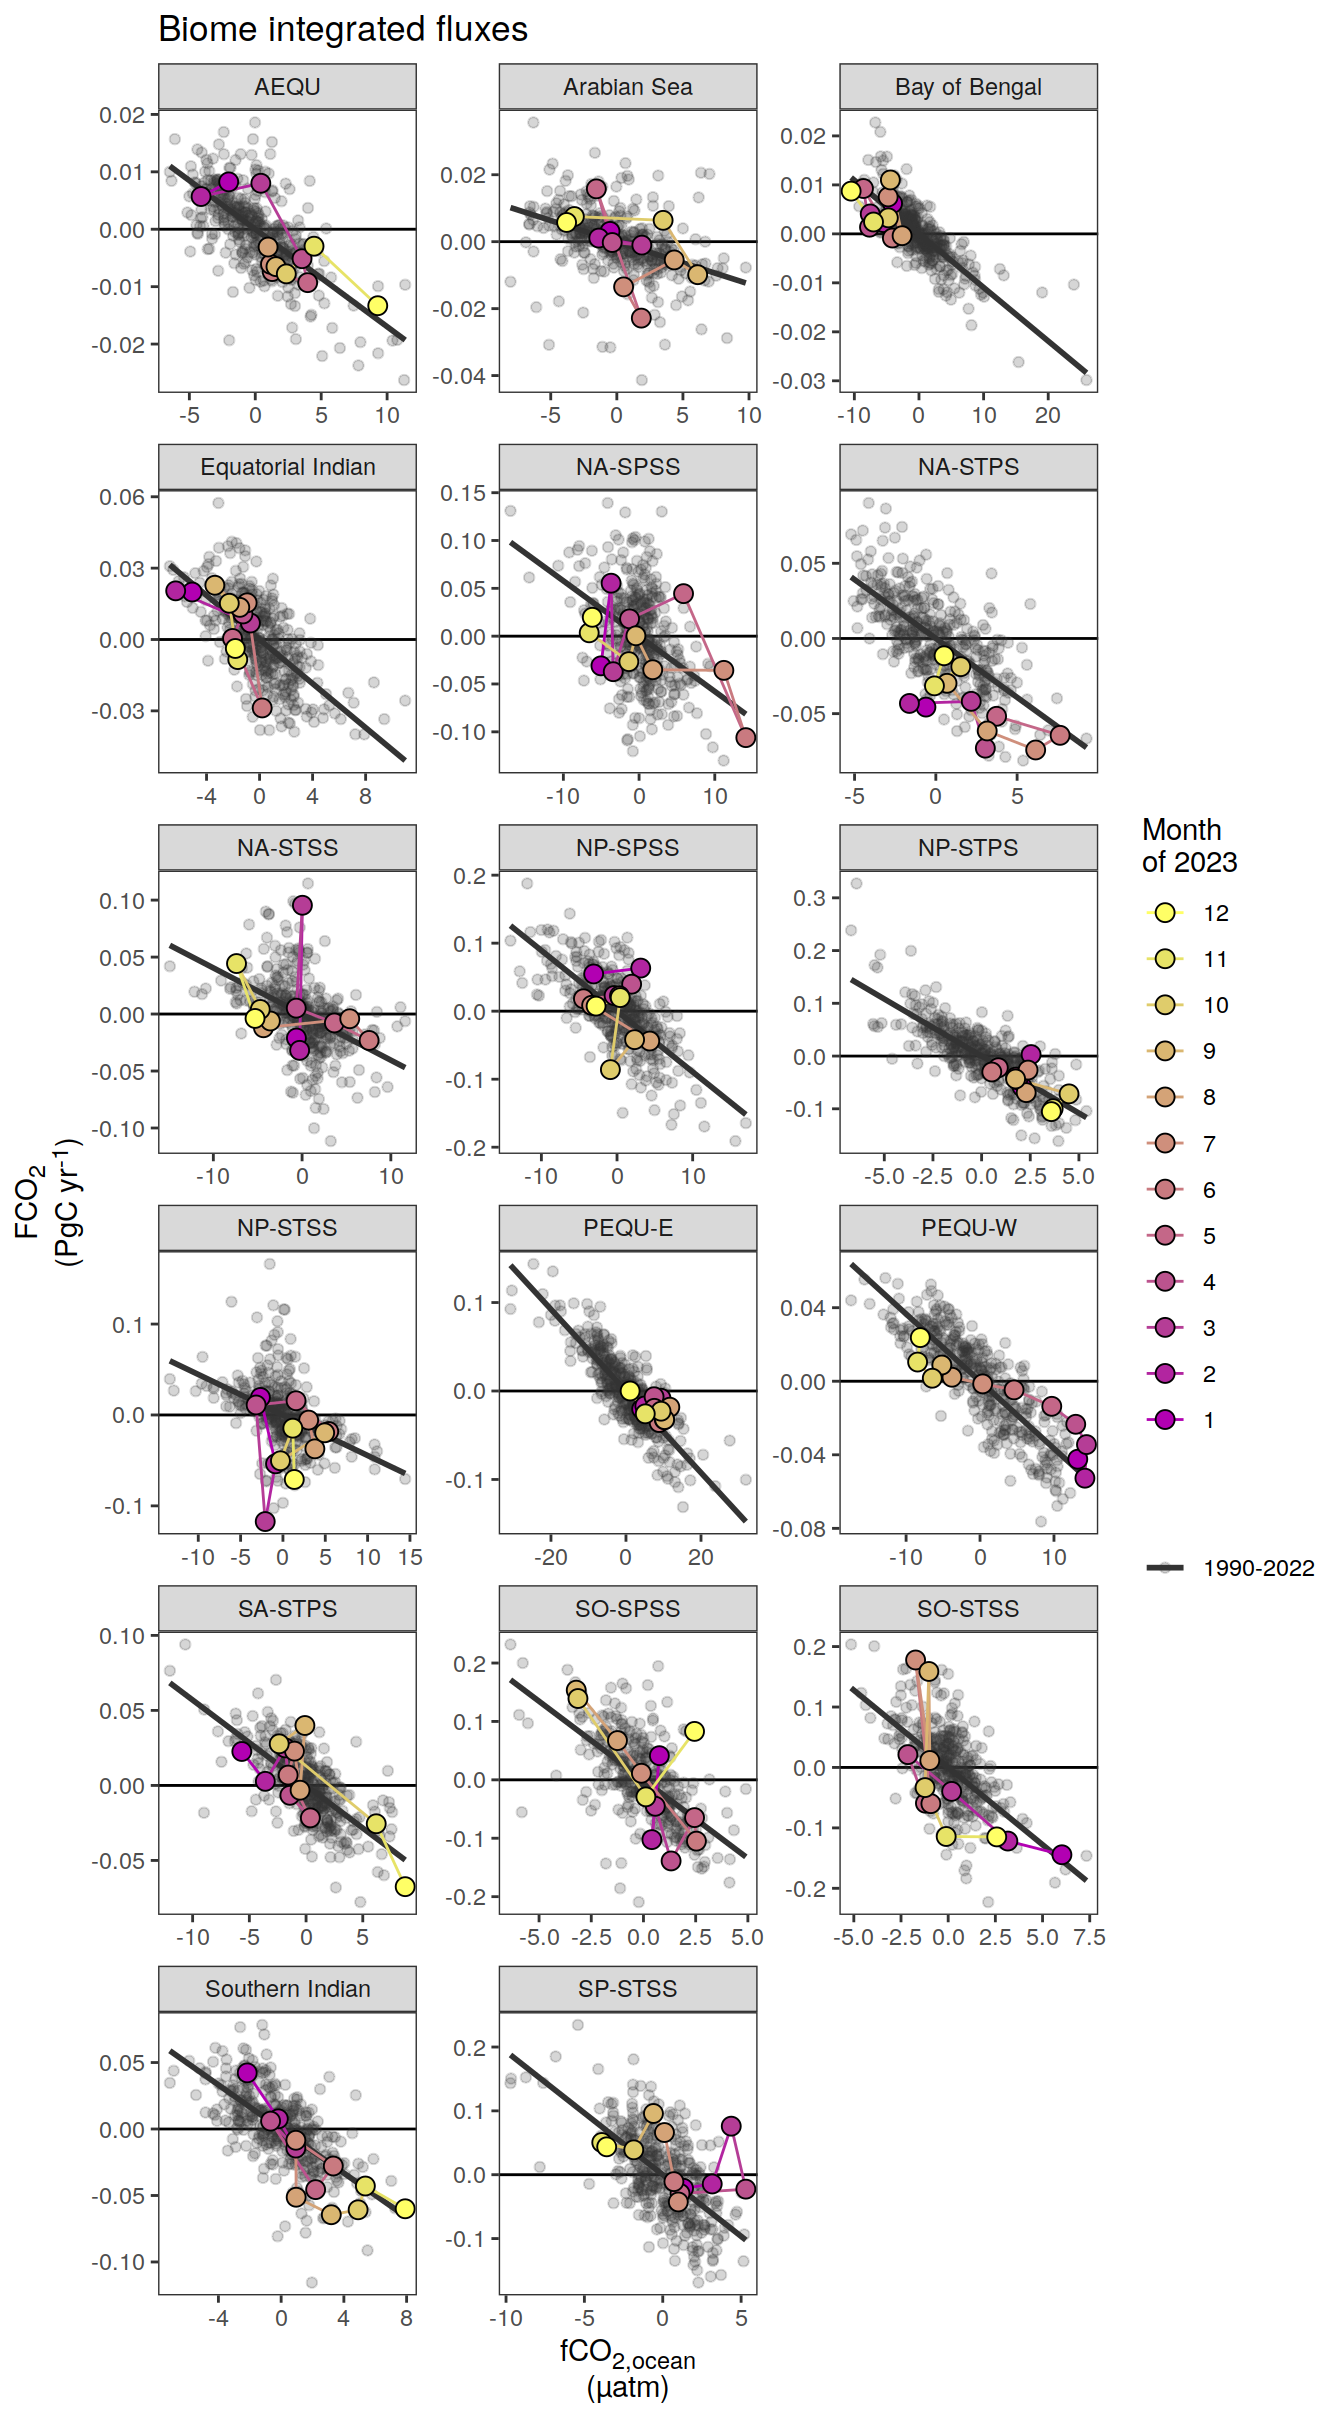 Biome integrated fluxes
AEQU
Arabian Sea
Bay of Bengal
0.02
0.01
0.00
-0.01
-0.02
0.02
0.00
-0.02
-0.04
0.02
0.01
0.00
-0.01
-0.02
-0.03
-5 0 5 10
-5 0 5 10
-10 0 10 20
Equatorial Indian
NA-SPSS
NA-STPS
0.06
0.03
0.00
-0.03
0.15
0.10
0.05
0.00
-0.05
-0.10
0.05
0.00
-0.05
-4 0 4 8
-10 0 10
-5 0 5
NA-STSS
NP-SPSS
NP-STPS
0.10
0.05
0.00
-0.05
-0.10
0.2
0.1
0.0
-0.1
-0.2
0.3
0.2
0.1
0.0
-0.1
-10 0 10
-10 0 10
-5.0 -2.5 0.0 2.5 5.0
NP-STSS
PEQU-E
PEQU-W
0.1
0.0
-0.1
0.1
0.0
-0.1
0.04
0.00
-0.04
-0.08
-10 -5 0 5 10 15
-20 0 20
-10 0 10
SA-STPS
SO-SPSS
SO-STSS
0.10
0.05
0.00
-0.05
0.2
0.1
0.0
-0.1
-0.2
0.2
0.1
0.0
-0.1
-0.2
-10 -5 0 5
-5.0 -2.5 0.0 2.5 5.0
-5.0 -2.5 0.0 2.5 5.0 7.5
Southern Indian
SP-STSS
0.05
0.00
-0.05
-0.10
0.2
0.1
0.0
-0.1
-4 0 4 8
-10 -5 0 5
FCO2
(PgC yr-1)
fCO2,ocean
(µatm)
Month
of 2023
12
11
10
9
8
7
6
5
4
3
2
1
1990-2022